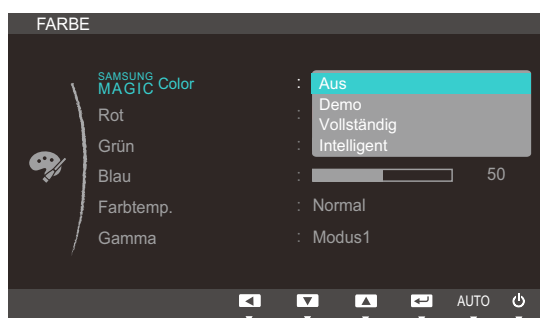 FARBE
SAMSUNG MAGIC Color : Aus
Demo
Rot :
Vollständig
Grün : Intelligent
Blau : 50
Farbtemp. : Normal
Gamma : Modus1
AUTO